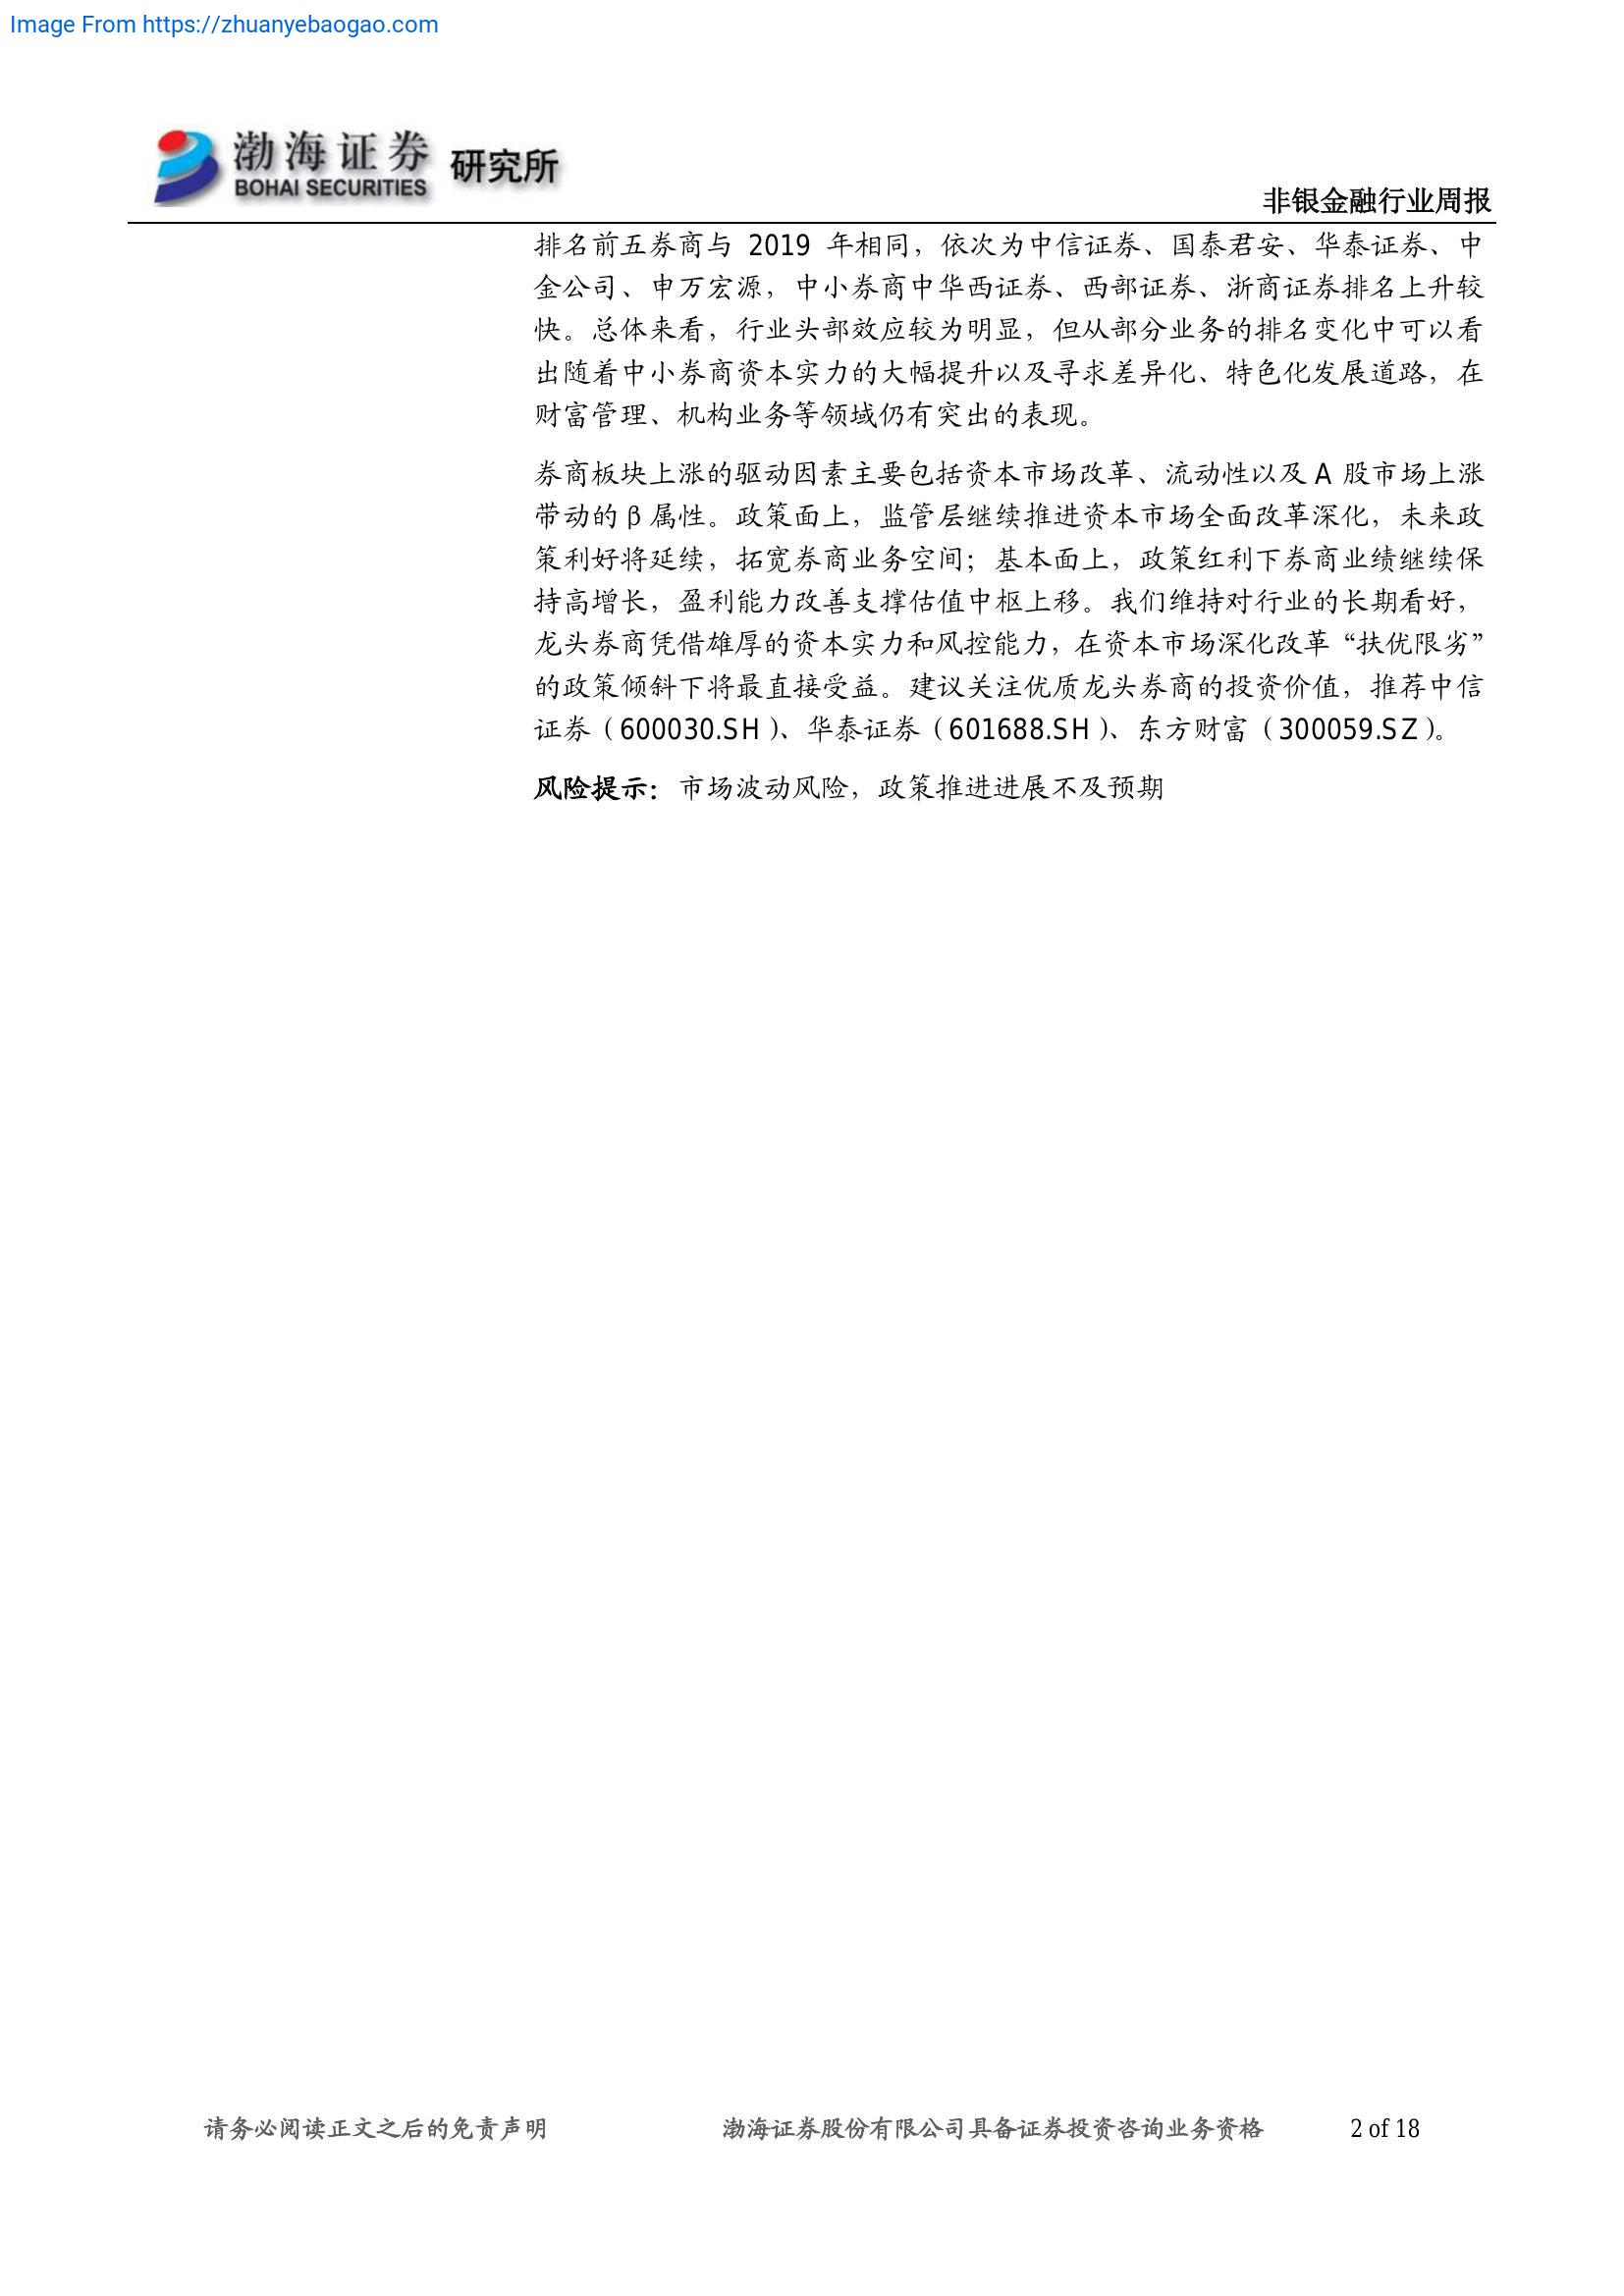 Image From https://zhuanyebaogao.com
渤海证券 研究所
BOHAI SECURITIES
非银金融行业周报
排名前五券商与 2019 年相同，依次为中信证券、国泰君安、华泰证券、中
金公司、申万宏源，中小券商中华西证券、西部证券、浙商证券排名上升较
快。总体来看，行业头部效应较为明显，但从部分业务的排名变化中可以看
出随着中小券商资本实力的大幅提升以及寻求差异化、特色化发展道路，在
财富管理、机构业务等领域仍有突出的表现。
券商板块上涨的驱动因素主要包括资本市场改革、流动性以及 A 股市场上涨
带动的 β 属性。政策面上，监管层继续推进资本市场全面改革深化，未来政
策利好将延续，拓宽券商业务空间；基本面上，政策红利下券商业绩继续保
持高增长，盈利能力改善支撑估值中枢上移。我们维持对行业的长期看好，
龙头券商凭借雄厚的资本实力和风控能力，在资本市场深化改革“扶优限劣”
的政策倾斜下将最直接受益。建议关注优质龙头券商的投资价值，推荐中信
证券（600030.SH）、华泰证券（601688.SH）、东方财富（300059.SZ）。
风险提示：市场波动风险，政策推进进展不及预期
请务必阅读正文之后的免责声明 渤海证券股份有限公司具备证券投资咨询业务资格 2 of 18